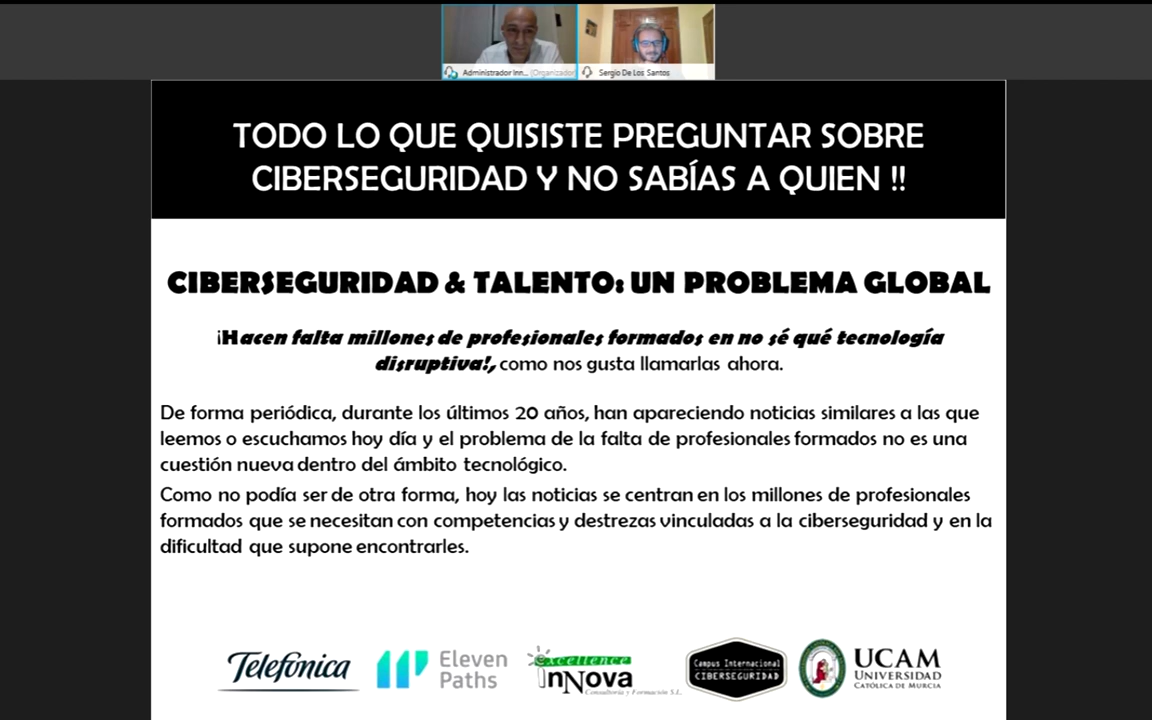 Administrador Inn... (Organizador
Sergio De Los Santos
TODO LO QUE QUISISTE PREGUNTAR SOBRE
CIBERSEGURIDAD Y NO SABÍAS A QUIEN !!
CIBERSEGURIDAD & TALENTO: UN PROBLEMA GLOBAL
¡Hacen falta millones de profesionales formados en no sé qué tecnología
disruptiva!, como nos gusta llamarlas ahora.
De forma periódica, durante los últimos 20 años, han apareciendo noticias similares a las que
leemos o escuchamos hoy día y el problema de la falta de profesionales formados no es una
cuestión nueva dentro del ámbito tecnológico.
Como no podía ser de otra forma, hoy las noticias se centran en los millones de profesionales
formados que se necesitan con competencias y destrezas vinculadas a la ciberseguridad y en la
dificultad que supone encontrarles.
Telefónica
Eleven
Paths
excellence
inNova
Consultoría y Formación S.L.
Campus Internacional
CIBERSEGURIDAD
UCAM
UNIVERSIDAD
CATÓLICA DE MURCIA